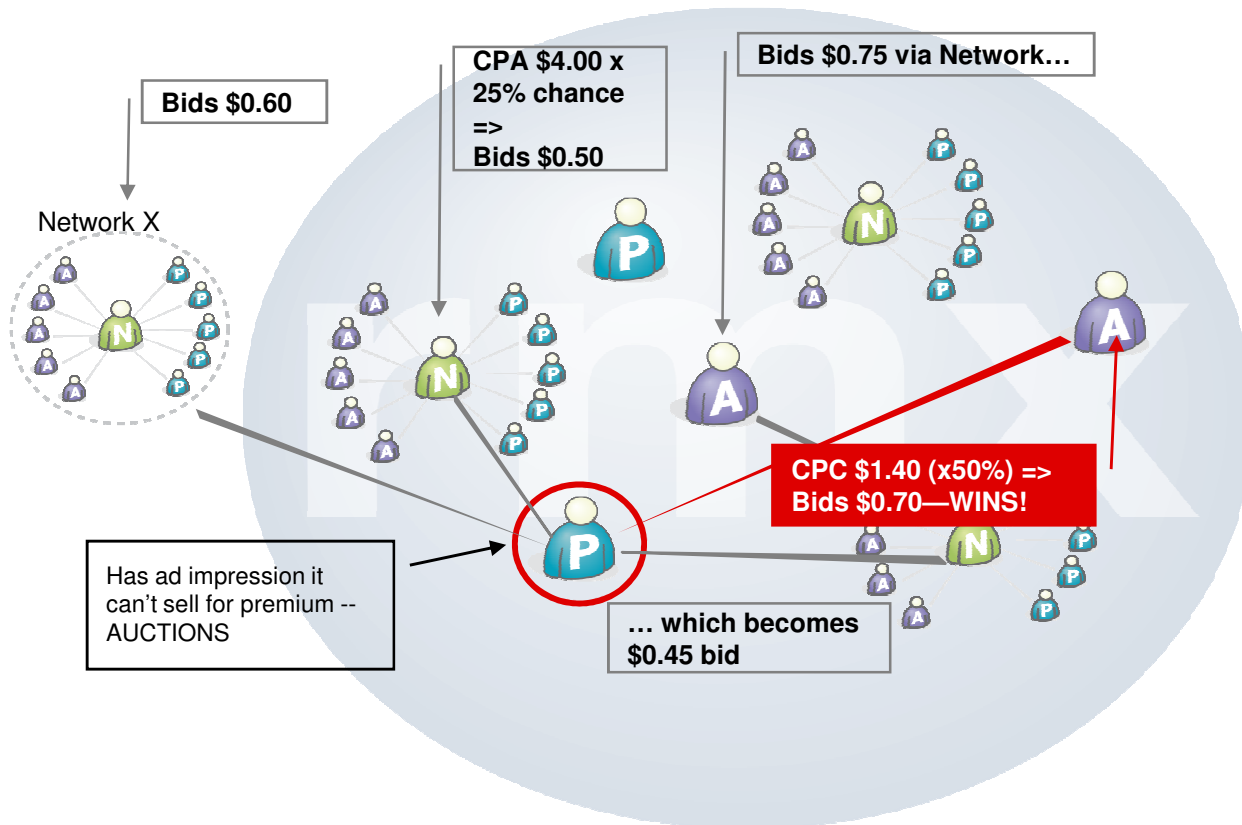 Bids $0.60
CPA $4.00 x
25% chance
=>
Bids $0.50
Bids $0.75 via Network…
Network X
A
A
A
A
A
N
P
P
P
P
P
A
A
A
A
A
N
P
P
P
P
P
P
A
A
A
A
A
N
P
P
P
P
P
A
A
rmx
CPC $1.40 (x50%) =>
Bids $0.70—WINS!
P
Has ad impression it
can't sell for premium --
AUCTIONS
A
A
A
N
P
P
P
… which becomes
$0.45 bid